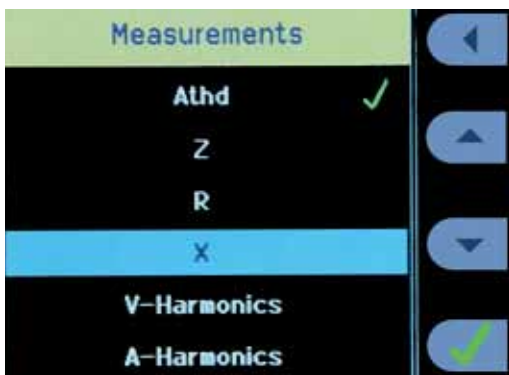 Measurements
Athd
Z
R
X
V-Harmonics
A-Harmonics